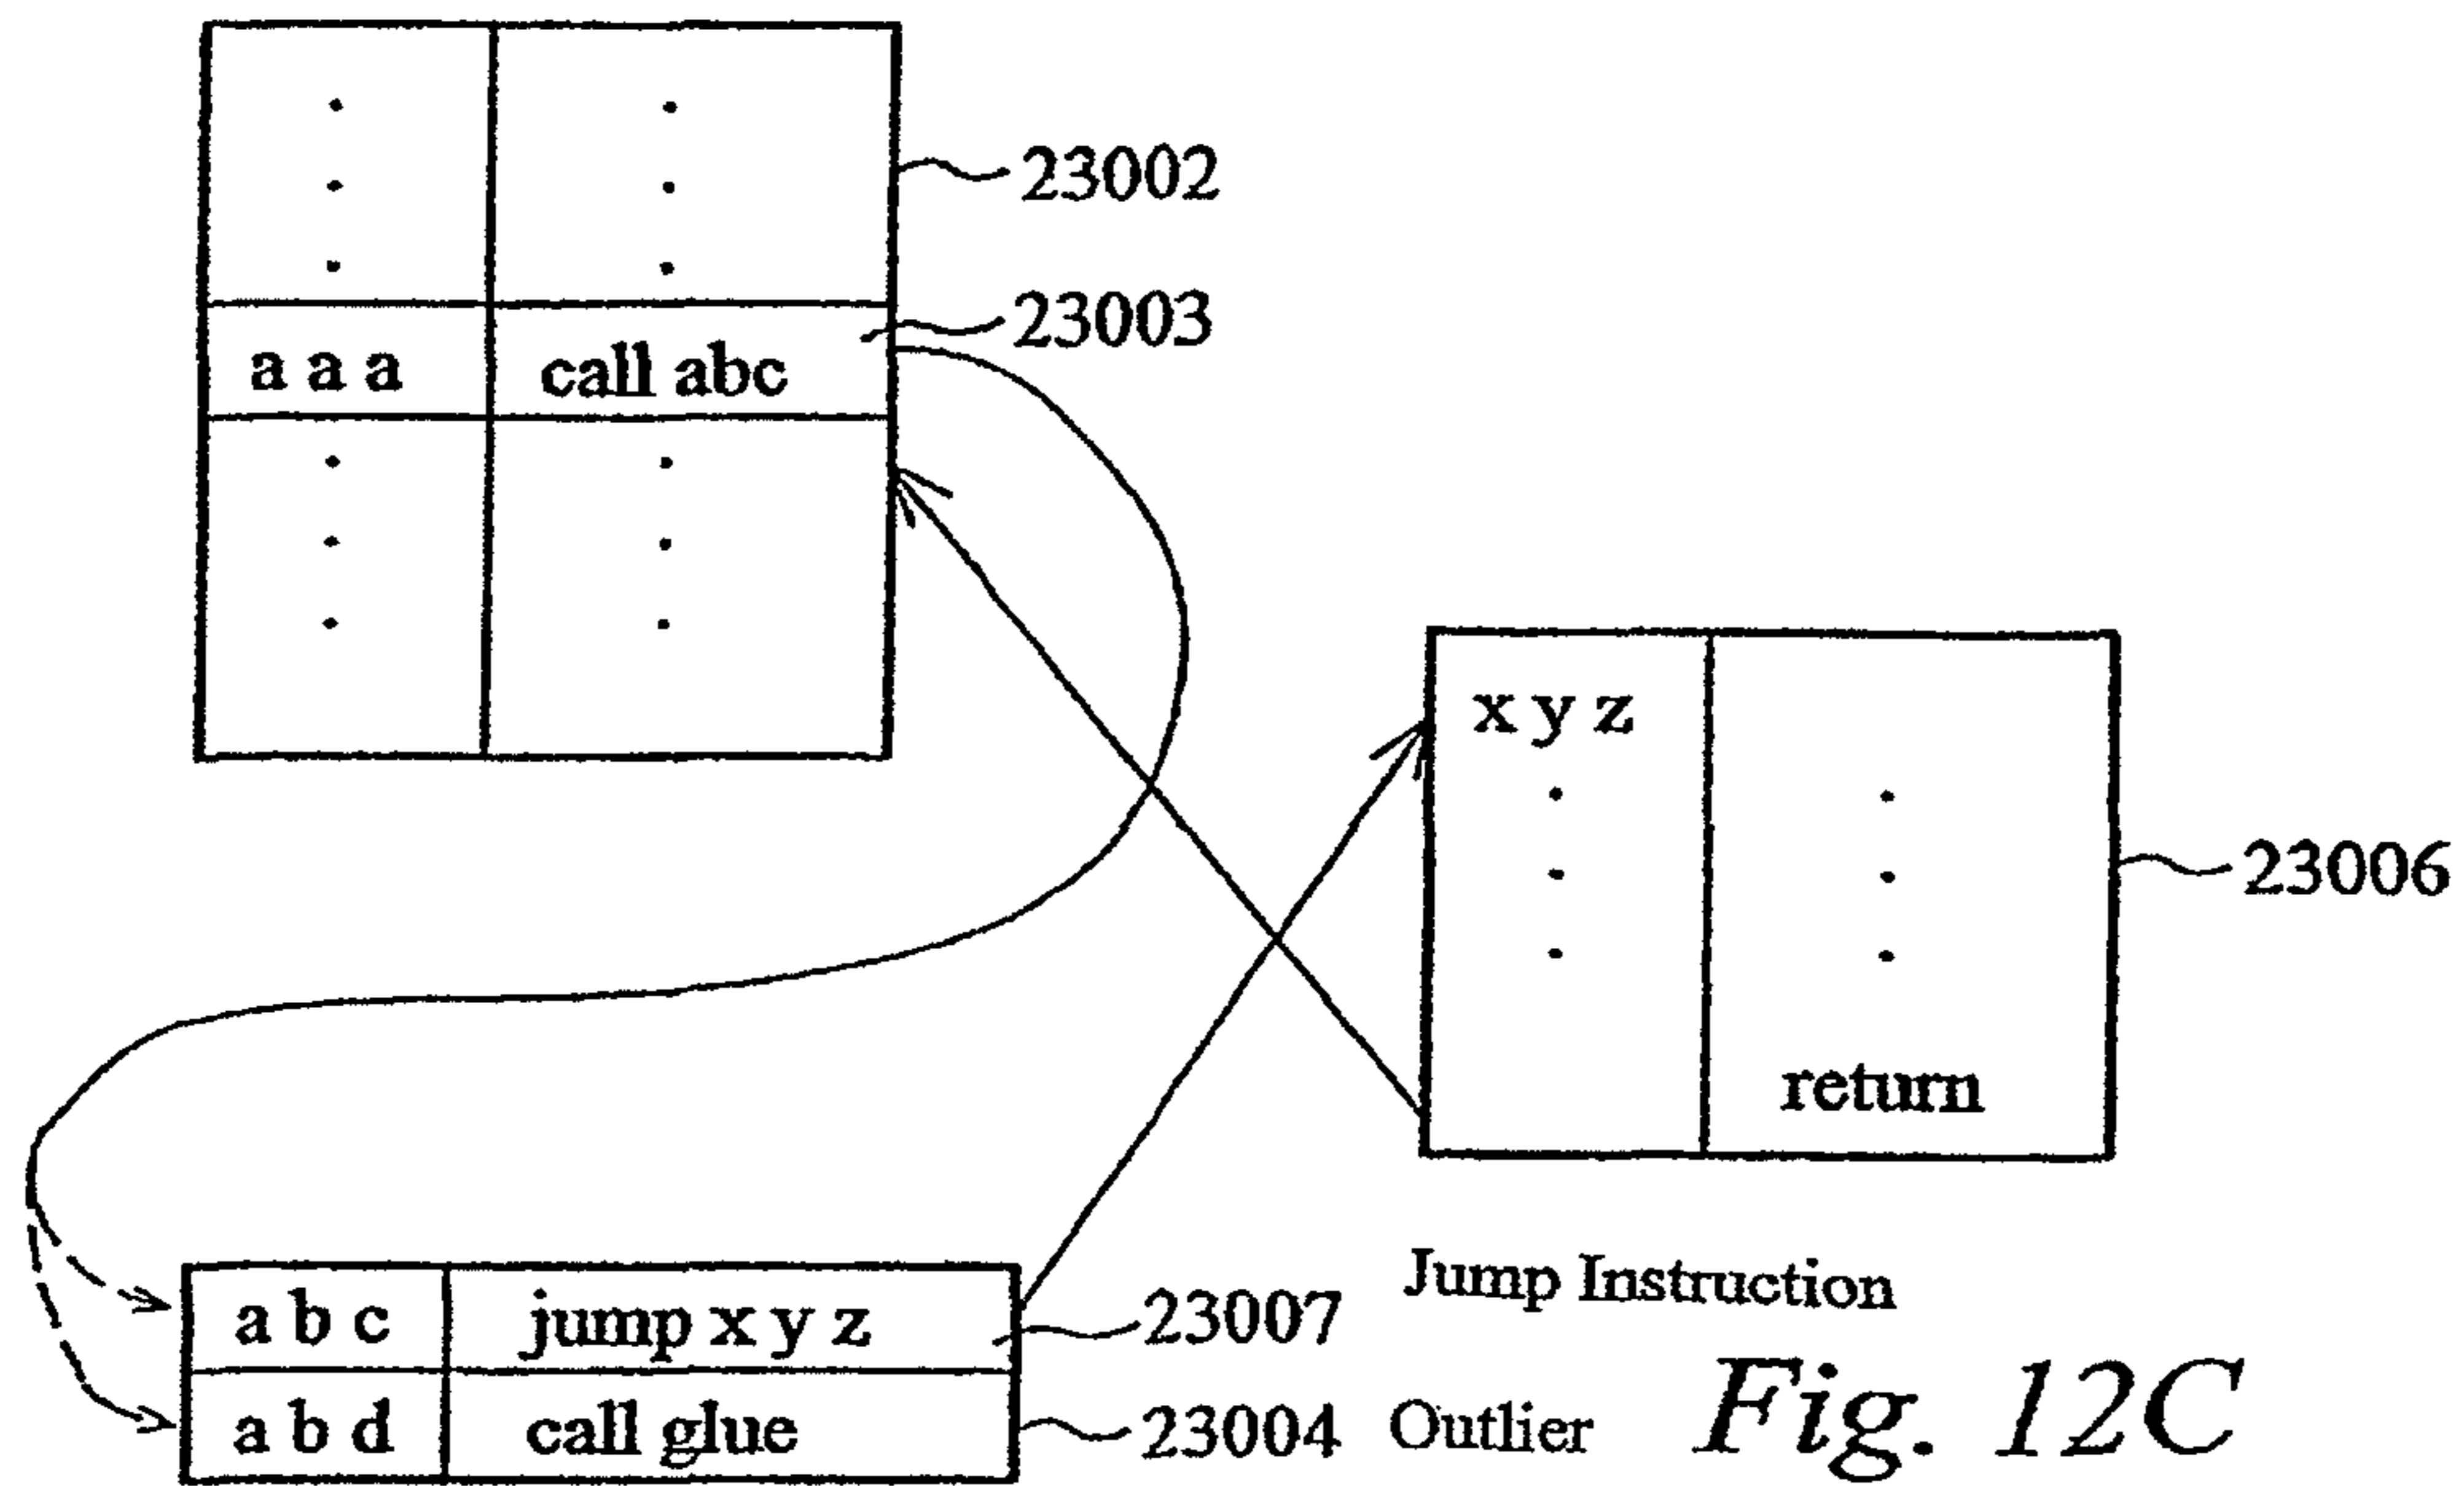 23002
23003
a a a call abc
x y z
23006
return
a b c jump x y z 23007 Jump Instruction
a b d call glue 23004 Outlier
Fig. 12C